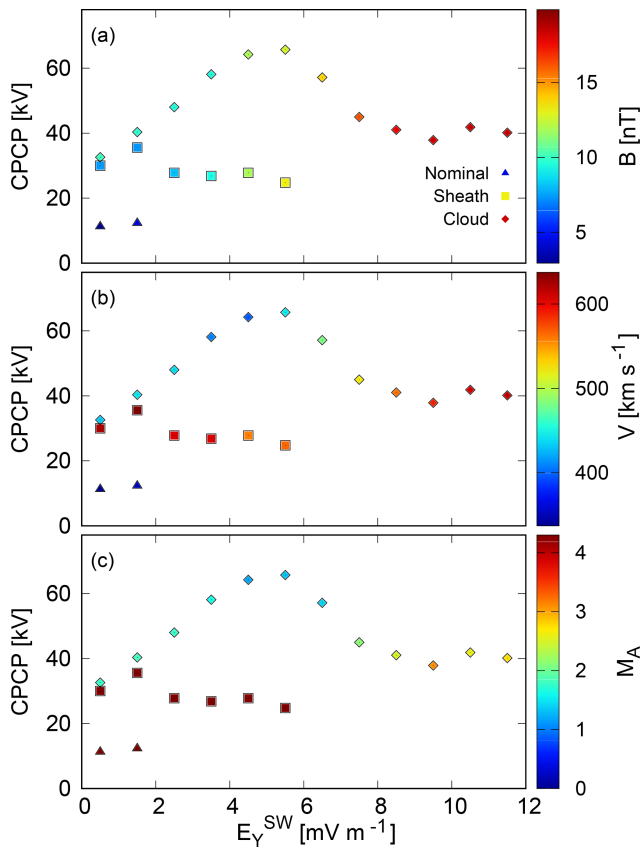 (a)
CPCP [kV]
60
40
20
0
Nominal
Sheath
Cloud
15
10
5
B [nT]
(b)
CPCP [kV]
60
40
20
0
600
500
400
V [km s⁻¹]
(c)
CPCP [kV]
60
40
20
0
4
3
2
1
0
M_A
0 2 4 6 8 10 12
E_Y^SW [mV m⁻¹]